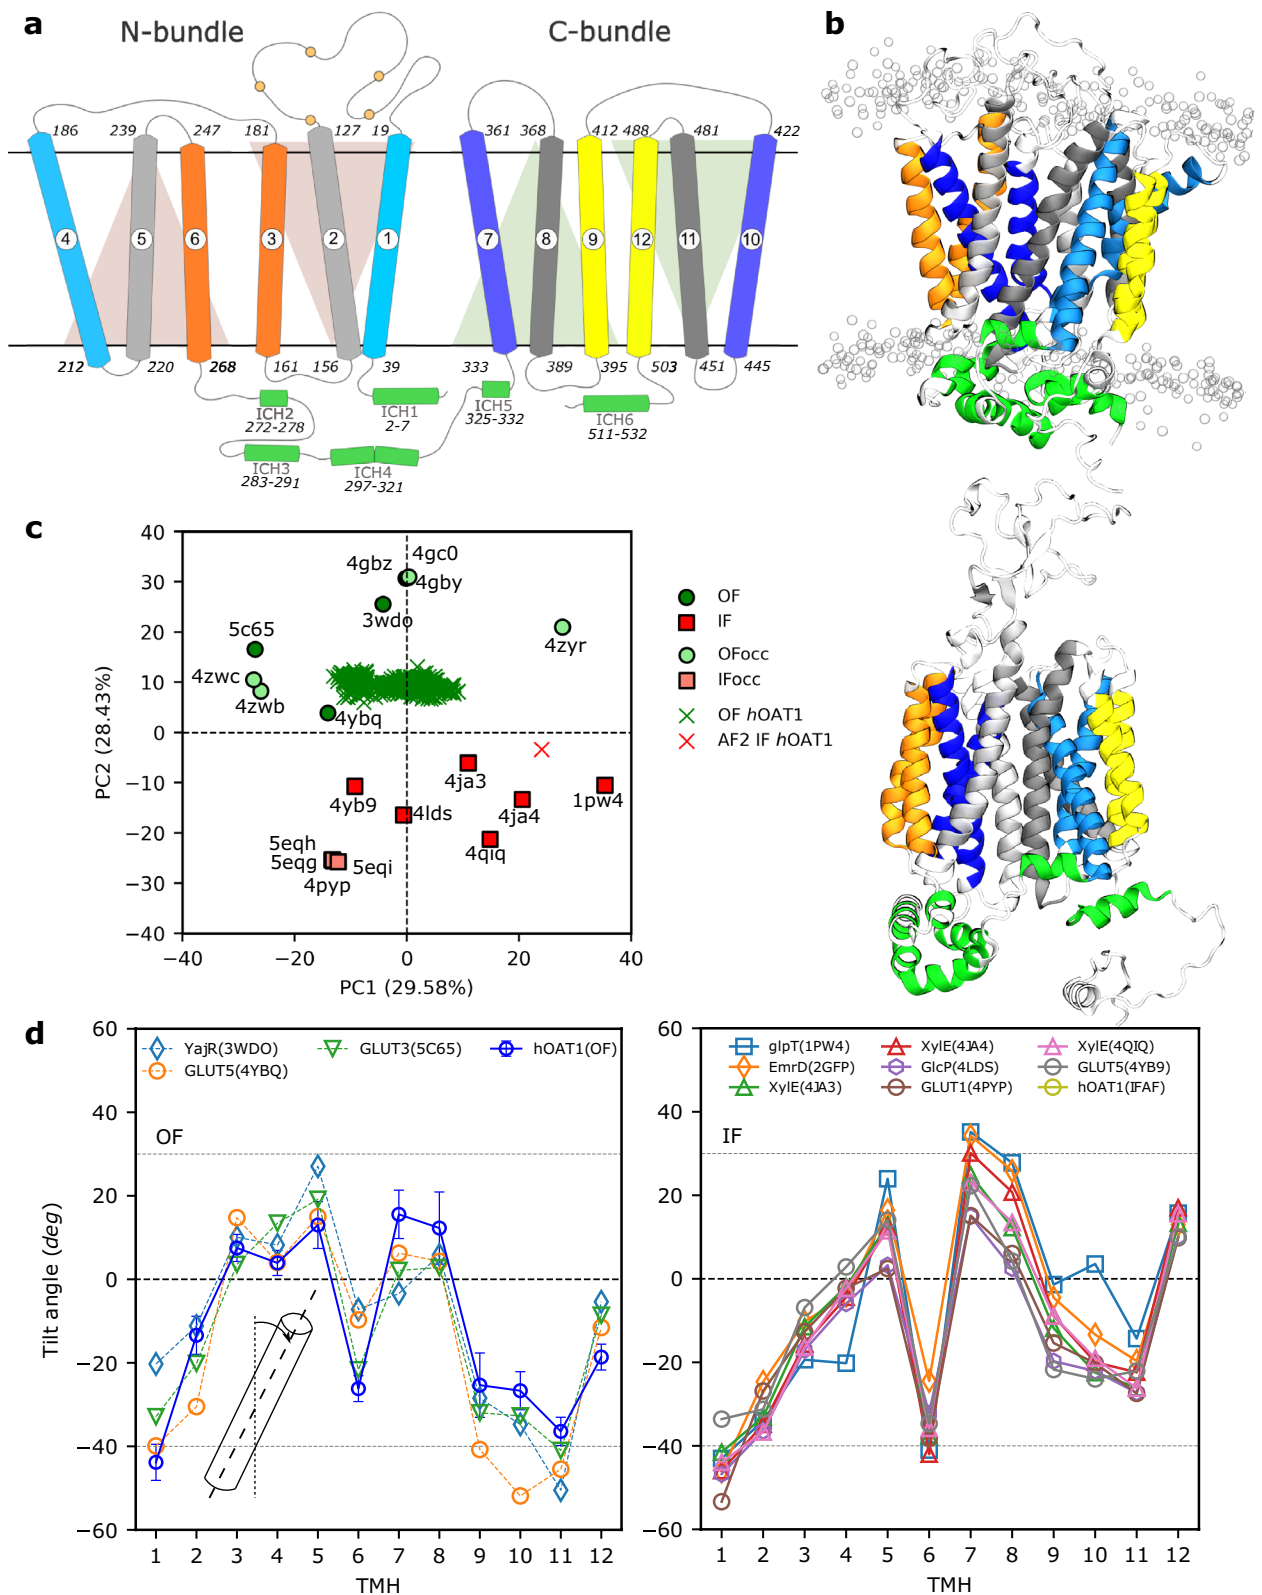 a
N-bundle
C-bundle
b
186
239
247
181
127
19
361
368
412
488
481
422
4
5
6
3
2
1
7
8
9
12
11
10
212
220
268
161
156
39
333
389
395
503
451
445
ICH2
272-278
ICH1
2-7
ICH5
325-332
ICH6
511-532
ICH3
283-291
ICH4
297-321
c
40
30
20
10
0
−10
−20
−30
−40
PC2 (28.43%)
−40
−20
0
20
40
PC1 (29.58%)
4gbz
4gc0
4gby
3wdo
4zyr
5c65
4zwc
4zwb
4ybq
4yb9
4lds
4ja3
4ja4
1pw4
4qiq
5eqh
5eqg
5eqi
4pyp
OF
IF
OFocc
IFocc
OF hOAT1
AF2 IF hOAT1
d
60
40
20
0
−20
−40
−60
Tilt angle (deg)
YajR(3WDO)
GLUT3(5C65)
hOAT1(OF)
GLUT5(4YBQ)
OF
1 2 3 4 5 6 7 8 9 10 11 12
TMH
60
40
20
0
−20
−40
−60
glpT(1PW4)
XylE(4JA4)
XylE(4QIQ)
EmrD(2GFP)
GlcP(4LDS)
GLUT5(4YB9)
XylE(4JA3)
GLUT1(4PYP)
hOAT1(IFAF)
IF
1 2 3 4 5 6 7 8 9 10 11 12
TMH